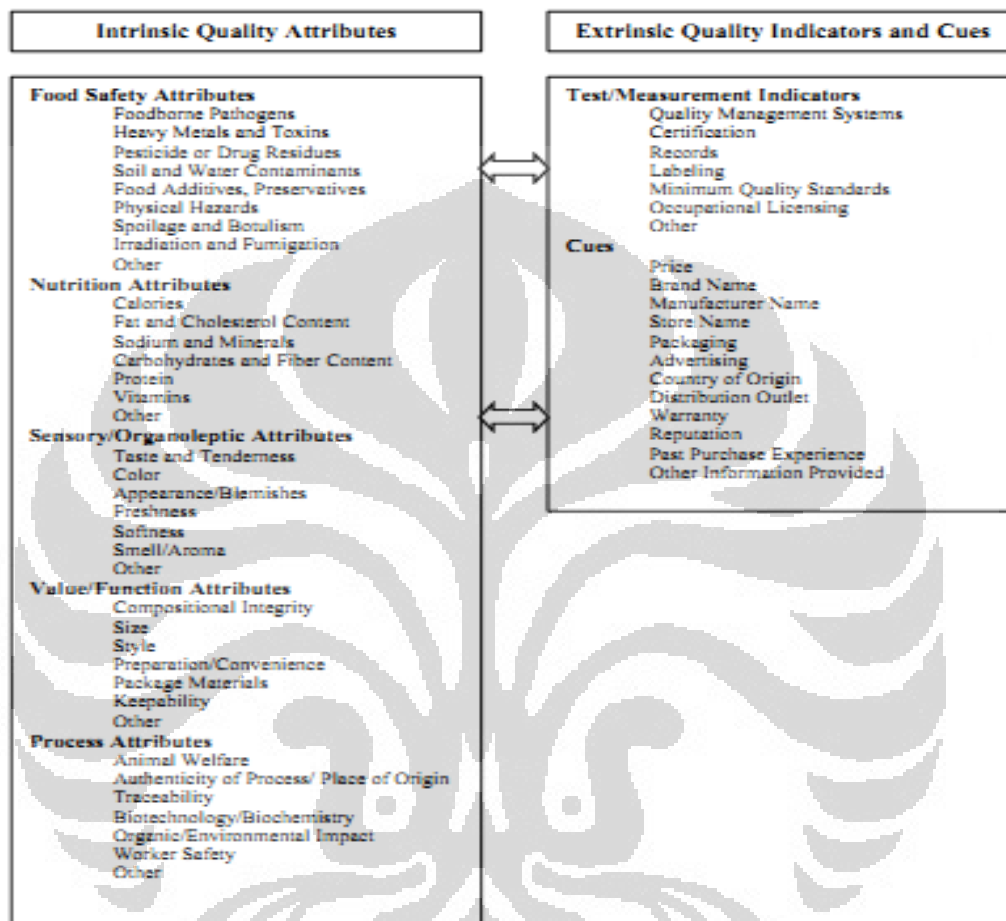 Intrinsic Quality Attributes
Food Safety Attributes
Foodborne Pathogens
Heavy Metals and Toxins
Pesticide or Drug Residues
Soil and Water Contaminants
Food Additives, Preservatives
Physical Hazards
Spoilage and Botulism
Irradiation and Fumigation
Other
Nutrition Attributes
Calories
Fat and Cholesterol Content
Sodium and Minerals
Carbohydrates and Fiber Content
Protein
Vitamins
Other
Sensory/Organoleptic Attributes
Taste and Tenderness
Color
Appearance/Blemishes
Freshness
Softness
Smell/Aroma
Other
Value/Function Attributes
Compositional Integrity
Size
Style
Preparation/Convenience
Package Materials
Keepability
Other
Process Attributes
Animal Welfare
Authenticity of Process/ Place of Origin
Traceability
Biotechnology/Biochemistry
Organic/Environmental Impact
Worker Safety
Other
Extrinsic Quality Indicators and Cues
Test/Measurement Indicators
Quality Management Systems
Certification
Records
Labeling
Minimum Quality Standards
Occupational Licensing
Other
Cues
Price
Brand Name
Manufacturer Name
Store Name
Packaging
Advertising
Country of Origin
Distribution Outlet
Warranty
Reputation
Past Purchase Experience
Other Information Provided